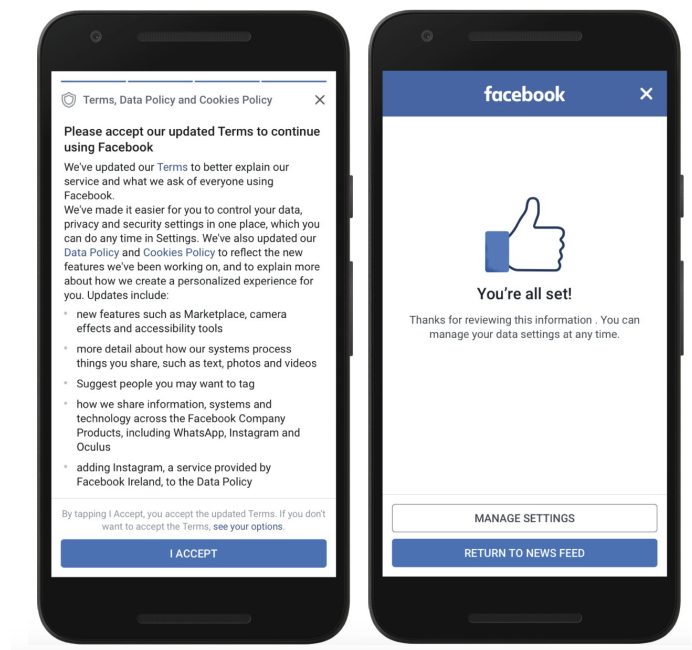 Terms, Data Policy and Cookies Policy
Please accept our updated Terms to continue
using Facebook
We've updated our Terms to better explain our
service and what we ask of everyone using
Facebook.
We've made it easier for you to control your data,
privacy and security settings in one place, which you
can do any time in Settings. We've also updated our
Data Policy and Cookies Policy to reflect the new
features we've been working on, and to explain more
about how we create a personalized experience for
you. Updates include:
new features such as Marketplace, camera
effects and accessibility tools
more detail about how our systems process
things you share, such as text, photos and videos
Suggest people you may want to tag
how we share information, systems and
technology across the Facebook Company
Products, including WhatsApp, Instagram and
Oculus
adding Instagram, a service provided by
Facebook Ireland, to the Data Policy
By tapping I Accept, you accept the updated Terms. If you don't
want to accept the Terms, see your options.
I ACCEPT
facebook
You're all set!
Thanks for reviewing this information . You can
manage your data settings at any time.
MANAGE SETTINGS
RETURN TO NEWS FEED